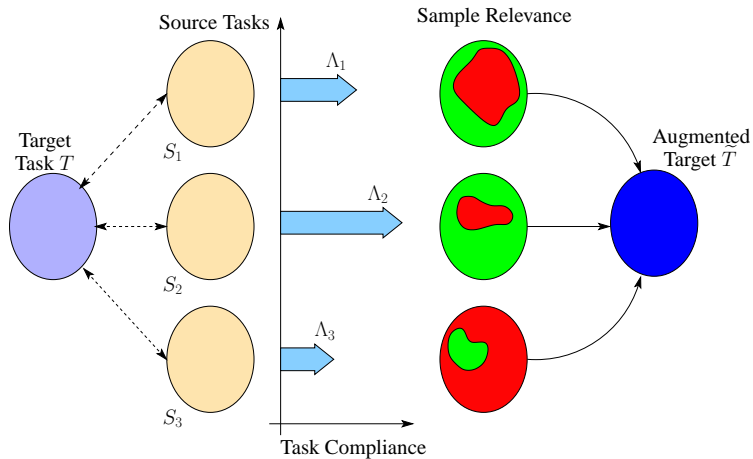 Source Tasks
Sample Relevance
Λ₁
Target
Task T
S₁
Augmented
Target T̃
Λ₂
S₂
Λ₃
S₃
Task Compliance